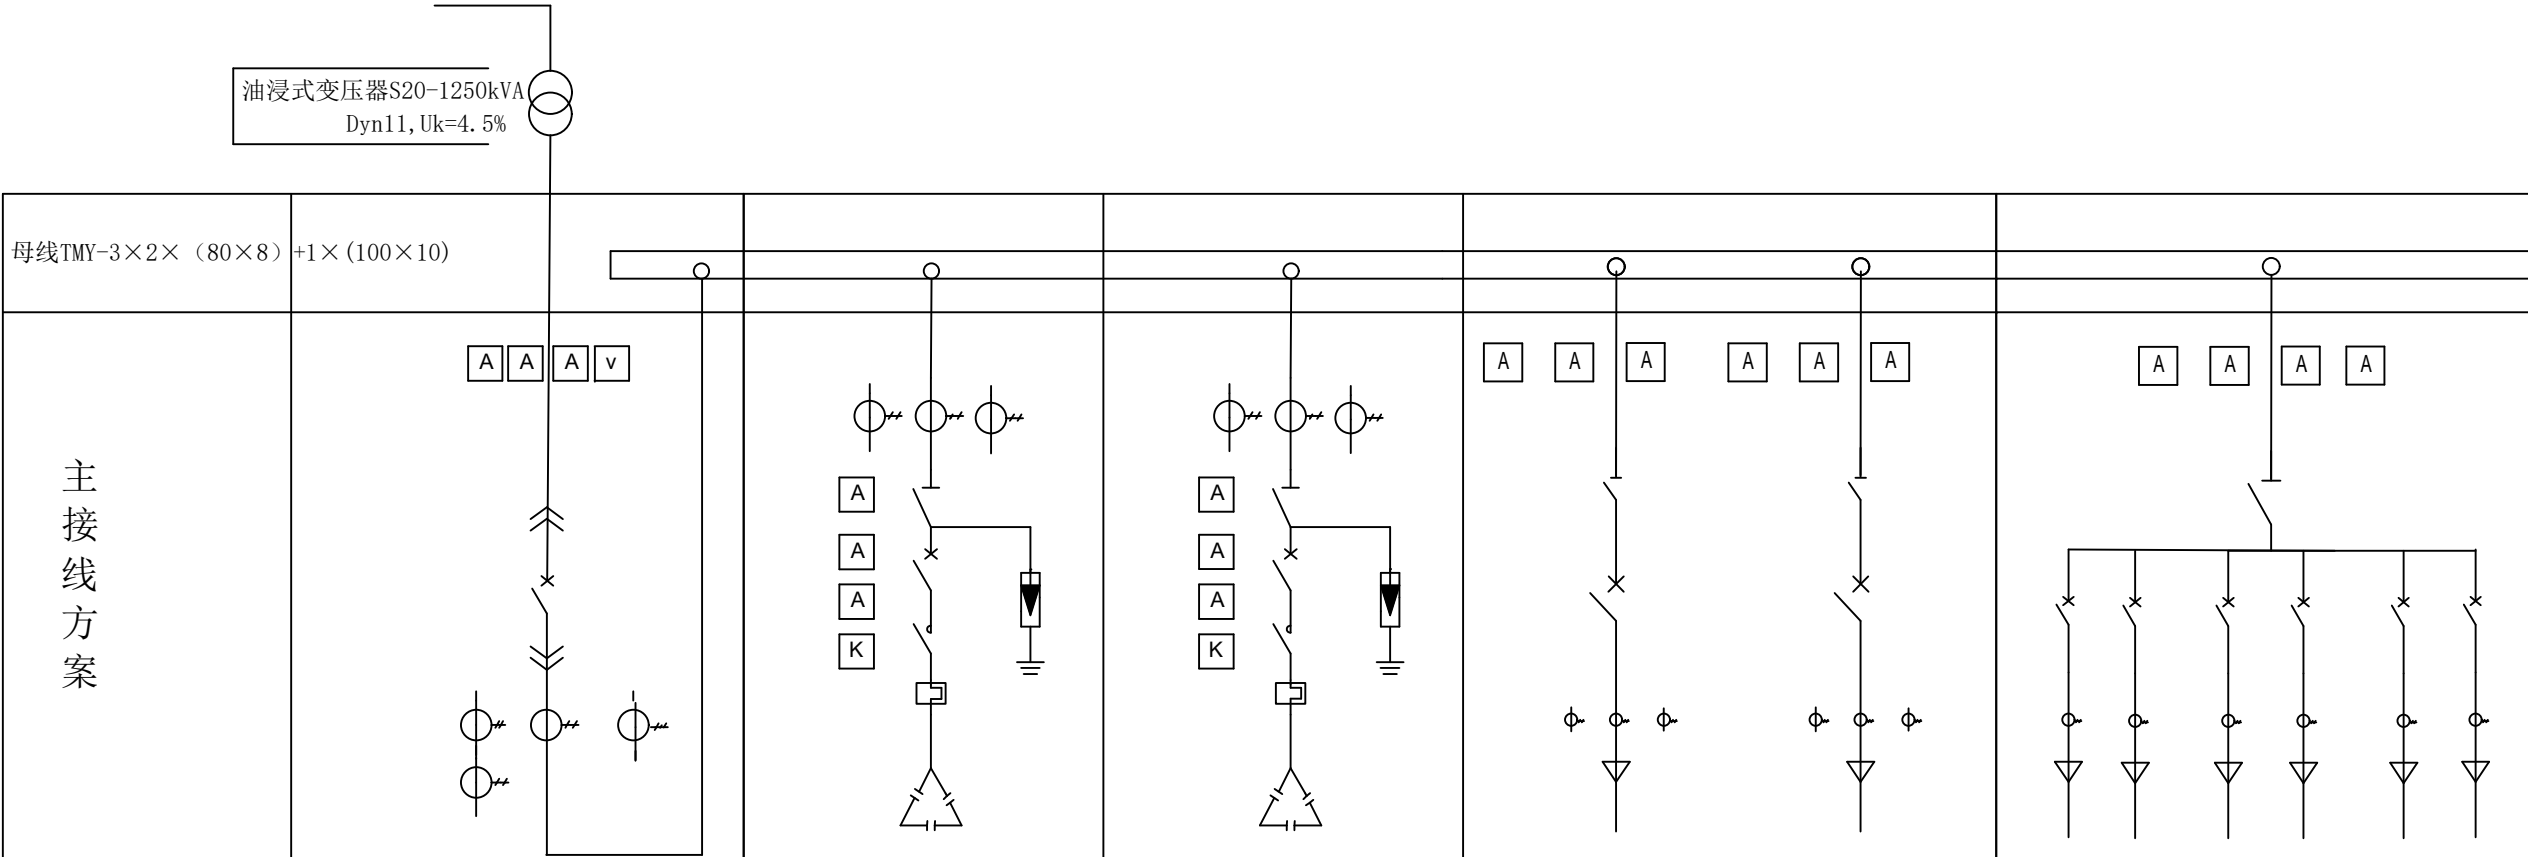 油浸式变压器S20-1250kVA
Dyn11,Uk=4.5%
母线TMY-3×2×（80×8）+1×(100×10)
A A A v
A A A
A A A
A A A A
A
A
A
K
A
A
A
K
主
接
线
方
案